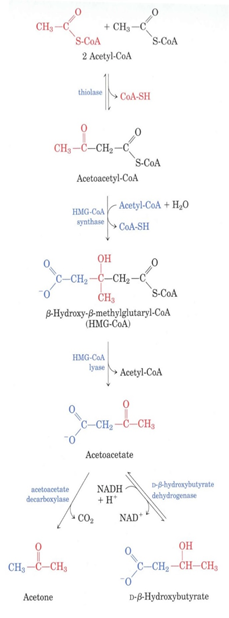 CH₃—C
O
S-CoA
+ CH₃—C
O
S-CoA
2 Acetyl-CoA
thiolase
CoA-SH
O
CH₃—C—CH₂—C
O
S-CoA
Acetoacetyl-CoA
HMG-CoA
synthase
Acetyl-CoA + H₂O
CoA-SH
OH
O
C—CH₂—C—CH₂—C
O
⁻O
CH₃
S-CoA
β-Hydroxy-β-methylglutaryl-CoA
(HMG-CoA)
HMG-CoA
lyase
Acetyl-CoA
O
O
C—CH₂—C—CH₃
⁻O
Acetoacetate
acetoacetate
decarboxylase
CO₂
NADH
+ H⁺
NAD⁺
D-β-hydroxybutyrate
dehydrogenase
O
CH₃—C—CH₃
Acetone
O
OH
C—CH₂—CH—CH₃
⁻O
D-β-Hydroxybutyrate